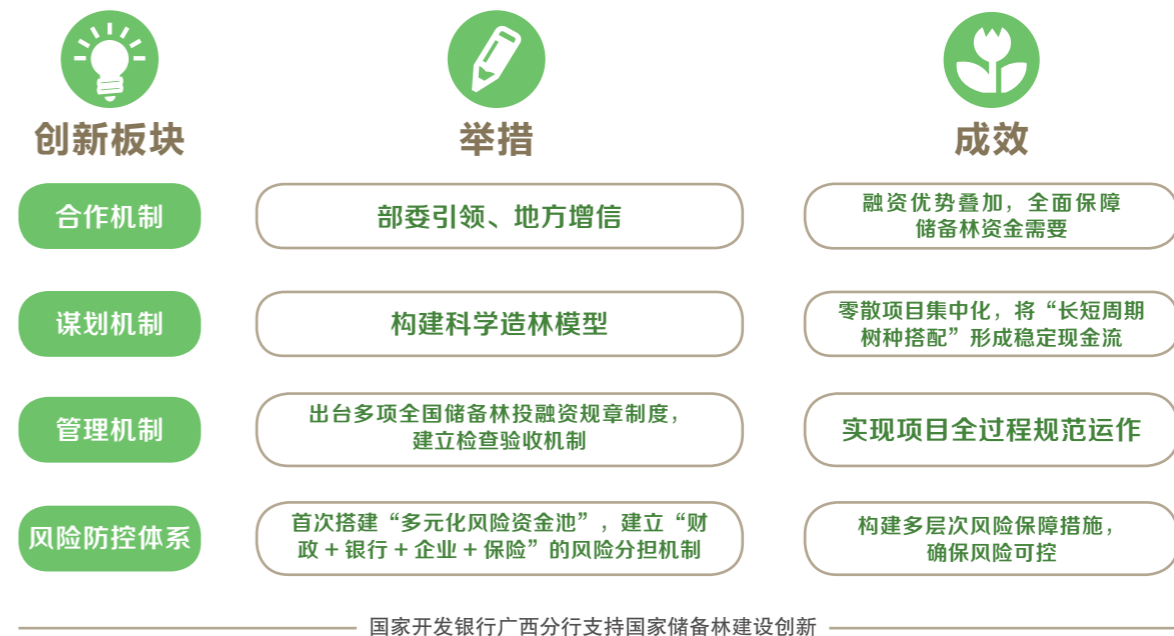 创新板块
举措
成效
合作机制
部委引领、地方增信
融资优势叠加，全面保障
储备林资金需要
谋划机制
构建科学造林模型
零散项目集中化，将“长短周期
树种搭配”形成稳定现金流
管理机制
出台多项全国储备林投融资规章制度，
建立检查验收机制
实现项目全过程规范运作
风险防控体系
首次搭建“多元化风险资金池”，建立“财
政+银行+企业+保险”的风险分担机制
构建多层次风险保障措施，
确保风险可控
国家开发银行广西分行支持国家储备林建设创新